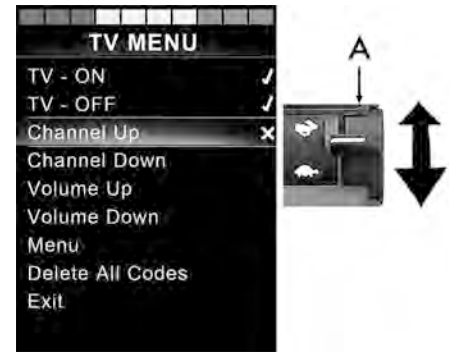 TV MENU
A
TV - ON
TV - OFF
Channel Up
Channel Down
Volume Up
Volume Down
Menu
Delete All Codes
Exit